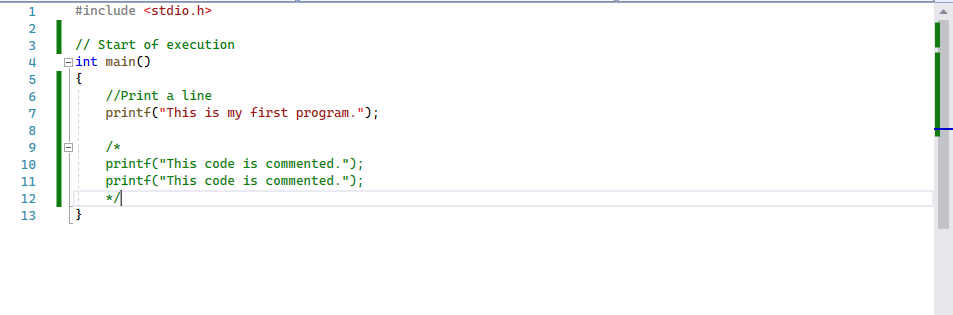 1 #include <stdio.h>
2
3 // Start of execution
4 int main()
5 {
6 //Print a line
7 printf("This is my first program.");
8
9 /*
10 printf("This code is commented.");
11 printf("This code is commented.");
12 */
13 }